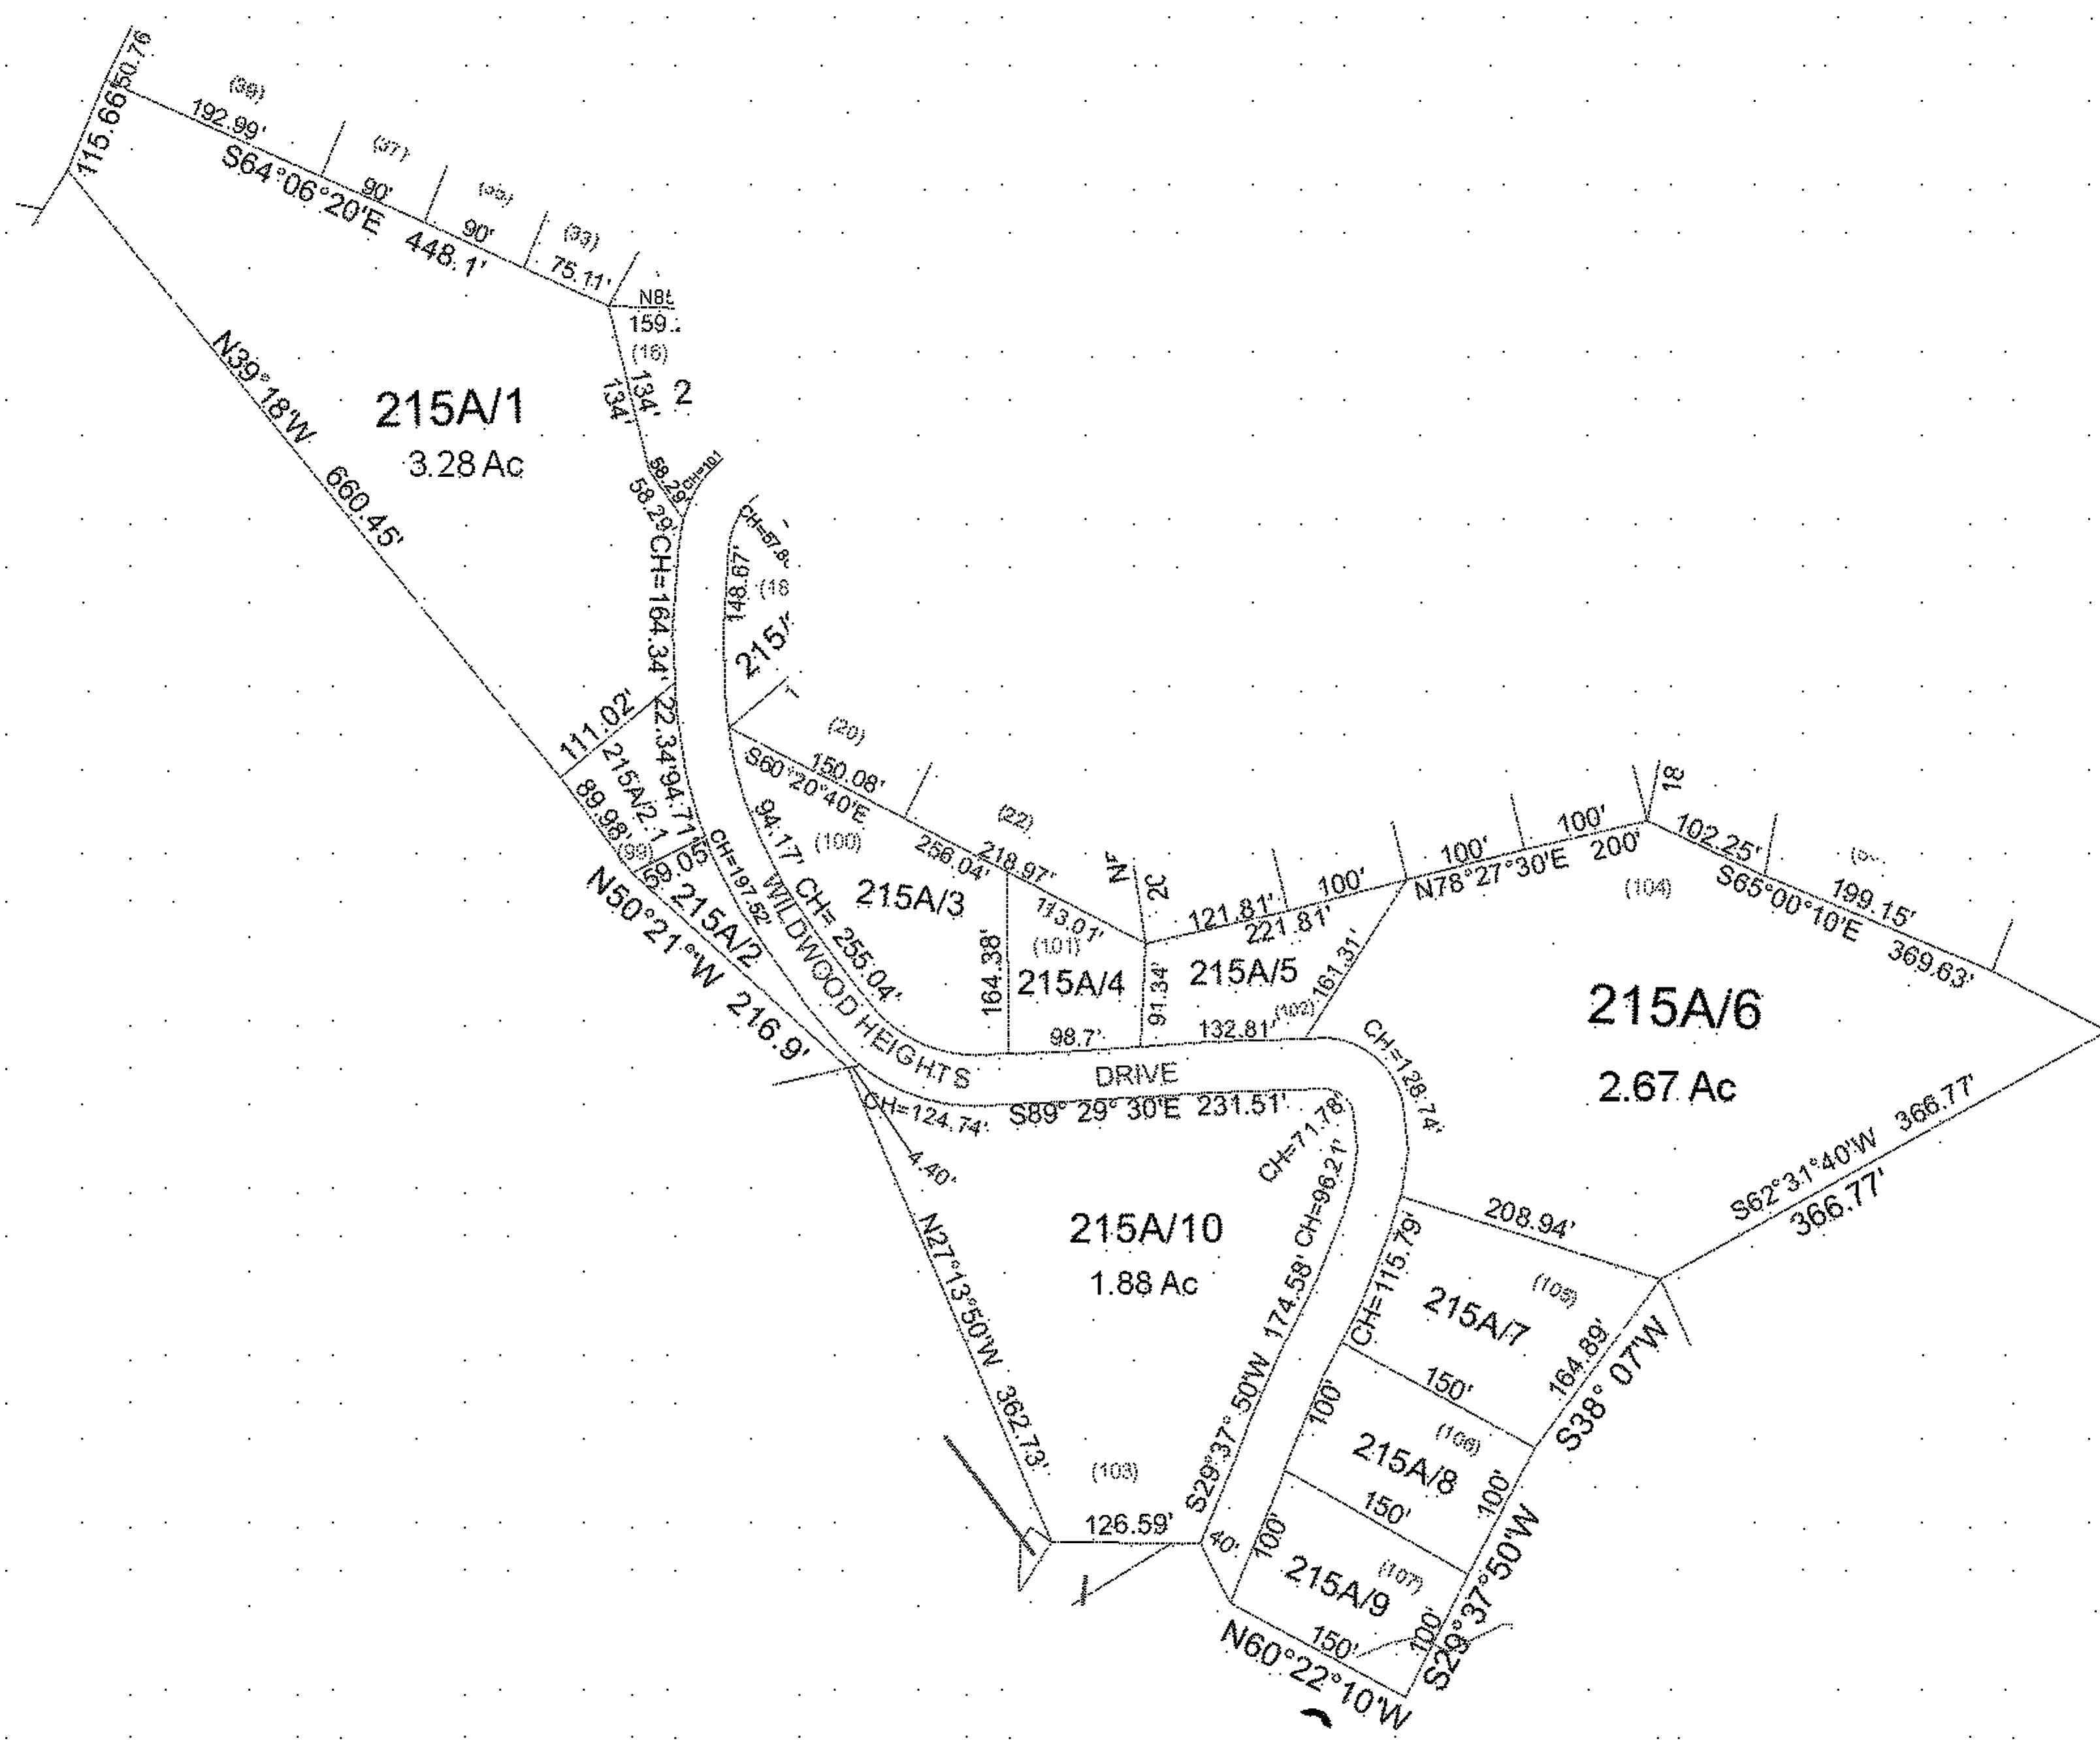 50.76
115.66'
(39)
192.99'
S64°06°20'E 448.1'
(37)
90'
90'
(33)
75.11'
159.
(16)
134'
134'
2
N39°18'W 660.45'
215A/1
3.28 Ac
58.29'
58.29'
CH=101
CH=164.34'
CH=57.8
148.67'
(18
215/
111.02'
22.34'
94.71'
215A/2.1
89.98'
(99)
59.05'
215A/2
N50°21°'W 216.9'
CH=197.52'
WILDWOOD HEIGHTS
DRIVE
94.17' CH= 255.04'
(20)
150.08'
S60°20°40'E 256.04'
(100)
215A/3
(22)
218.97'
113.01'
(101)
215A/4
164.38'
98.7'
91.34'
121.81'
100'
221.81'
215A/5
(102)
132.81'
161.31'
100'
100'
N78°27°30'E 200'
18
102.25'
199.15'
S65°00°10'E 369.63'
(104)
215A/6
2.67 Ac
CH=128.74'
S62°31°40'W 366.77'
366.77'
CH=124.74'
S89° 29° 30'E 231.51'
CH=71.78'
CH=96.21'
4.40'
215A/10
1.88 Ac
N27°13°50'W 362.73'
S29°37° 50'W 174.58'
(103)
126.59'
40'
208.94'
CH=115.79'
(105)
215A/7
164.89'
S38° 07'W
150'
100'
(106)
215A/8
100'
150'
100'
(107)
215A/9
100'
S29°37°50'W
150'
N60°22°10'W